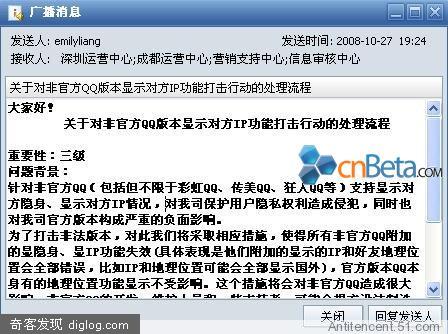 广播消息
发送人: emilyliang
发送时间: 2008-10-27 19:24
接收人: 深圳运营中心;成都运营中心;营销支持中心;信息审核中心
关于对非官方QQ版本显示对方IP功能打击行动的处理流程
大家好!
关于对非官方QQ版本显示对方IP功能打击行动的处理流程
重要性:三级
问题背景:
针对非官方QQ(包括但不限于彩虹QQ、传美QQ、狂人QQ等)支持显示对
方隐身、显示对方IP情况,对我司保护用户隐私权利造成侵犯,同时也
对我司官方版本构成严重的负面影响。
为了打击非法版本,对此我们将采取相应措施,使得所有非官方QQ附加
的显隐身、显IP功能失效(具体表现是他们附加的显示的IP和好友地理位
置会全部错误,比如IP和地理位置可能会全部显示国外),官方版本QQ本
身有的地理位置功能显示不受影响。这个措施将会对非官方QQ造成很大
cnBeta.com
关闭
回复发送人
奇客发现 diglog.com
Antitencent.51.com